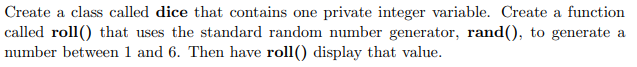 Create a class called dice that contains one private integer variable. Create a function
called roll() that uses the standard random number generator, rand(), to generate a
number between 1 and 6. Then have roll() display that value.